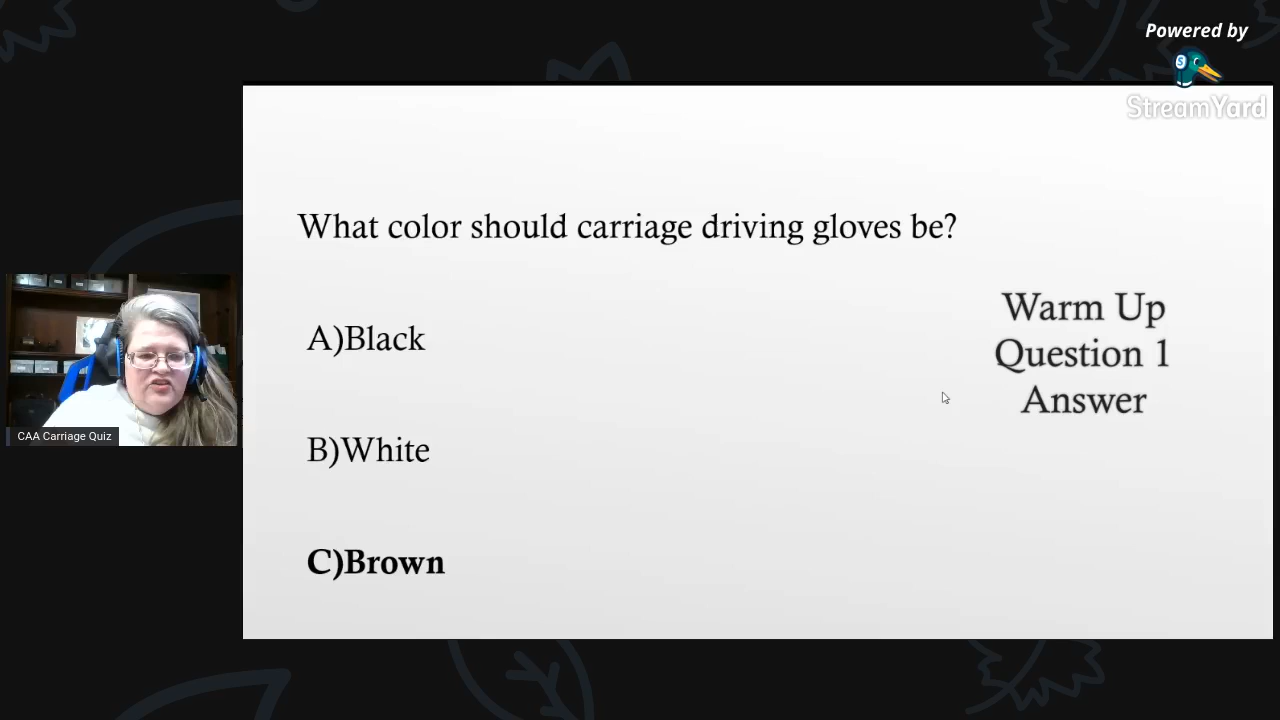 Powered by
StreamYard
What color should carriage driving gloves be?
Warm Up
Question 1
Answer
A)Black
B)White
C)Brown
CAA Carriage Quiz